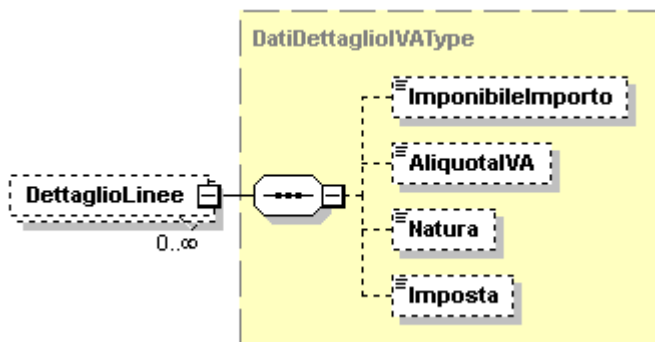 DatiDettaglioIVAType
ImponibileImporto
AliquotaIVA
DettaglioLinee
0..∞
Natura
Imposta